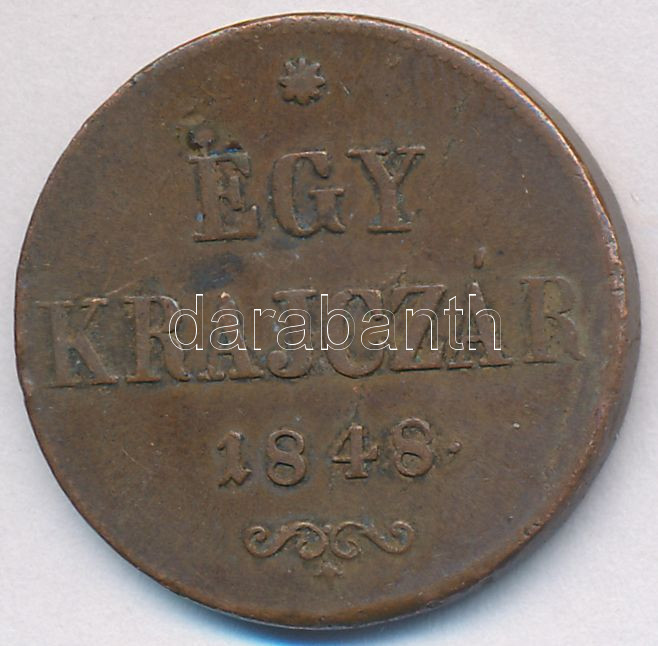 EGY
KRAJCZÁR
darabanth
1848.